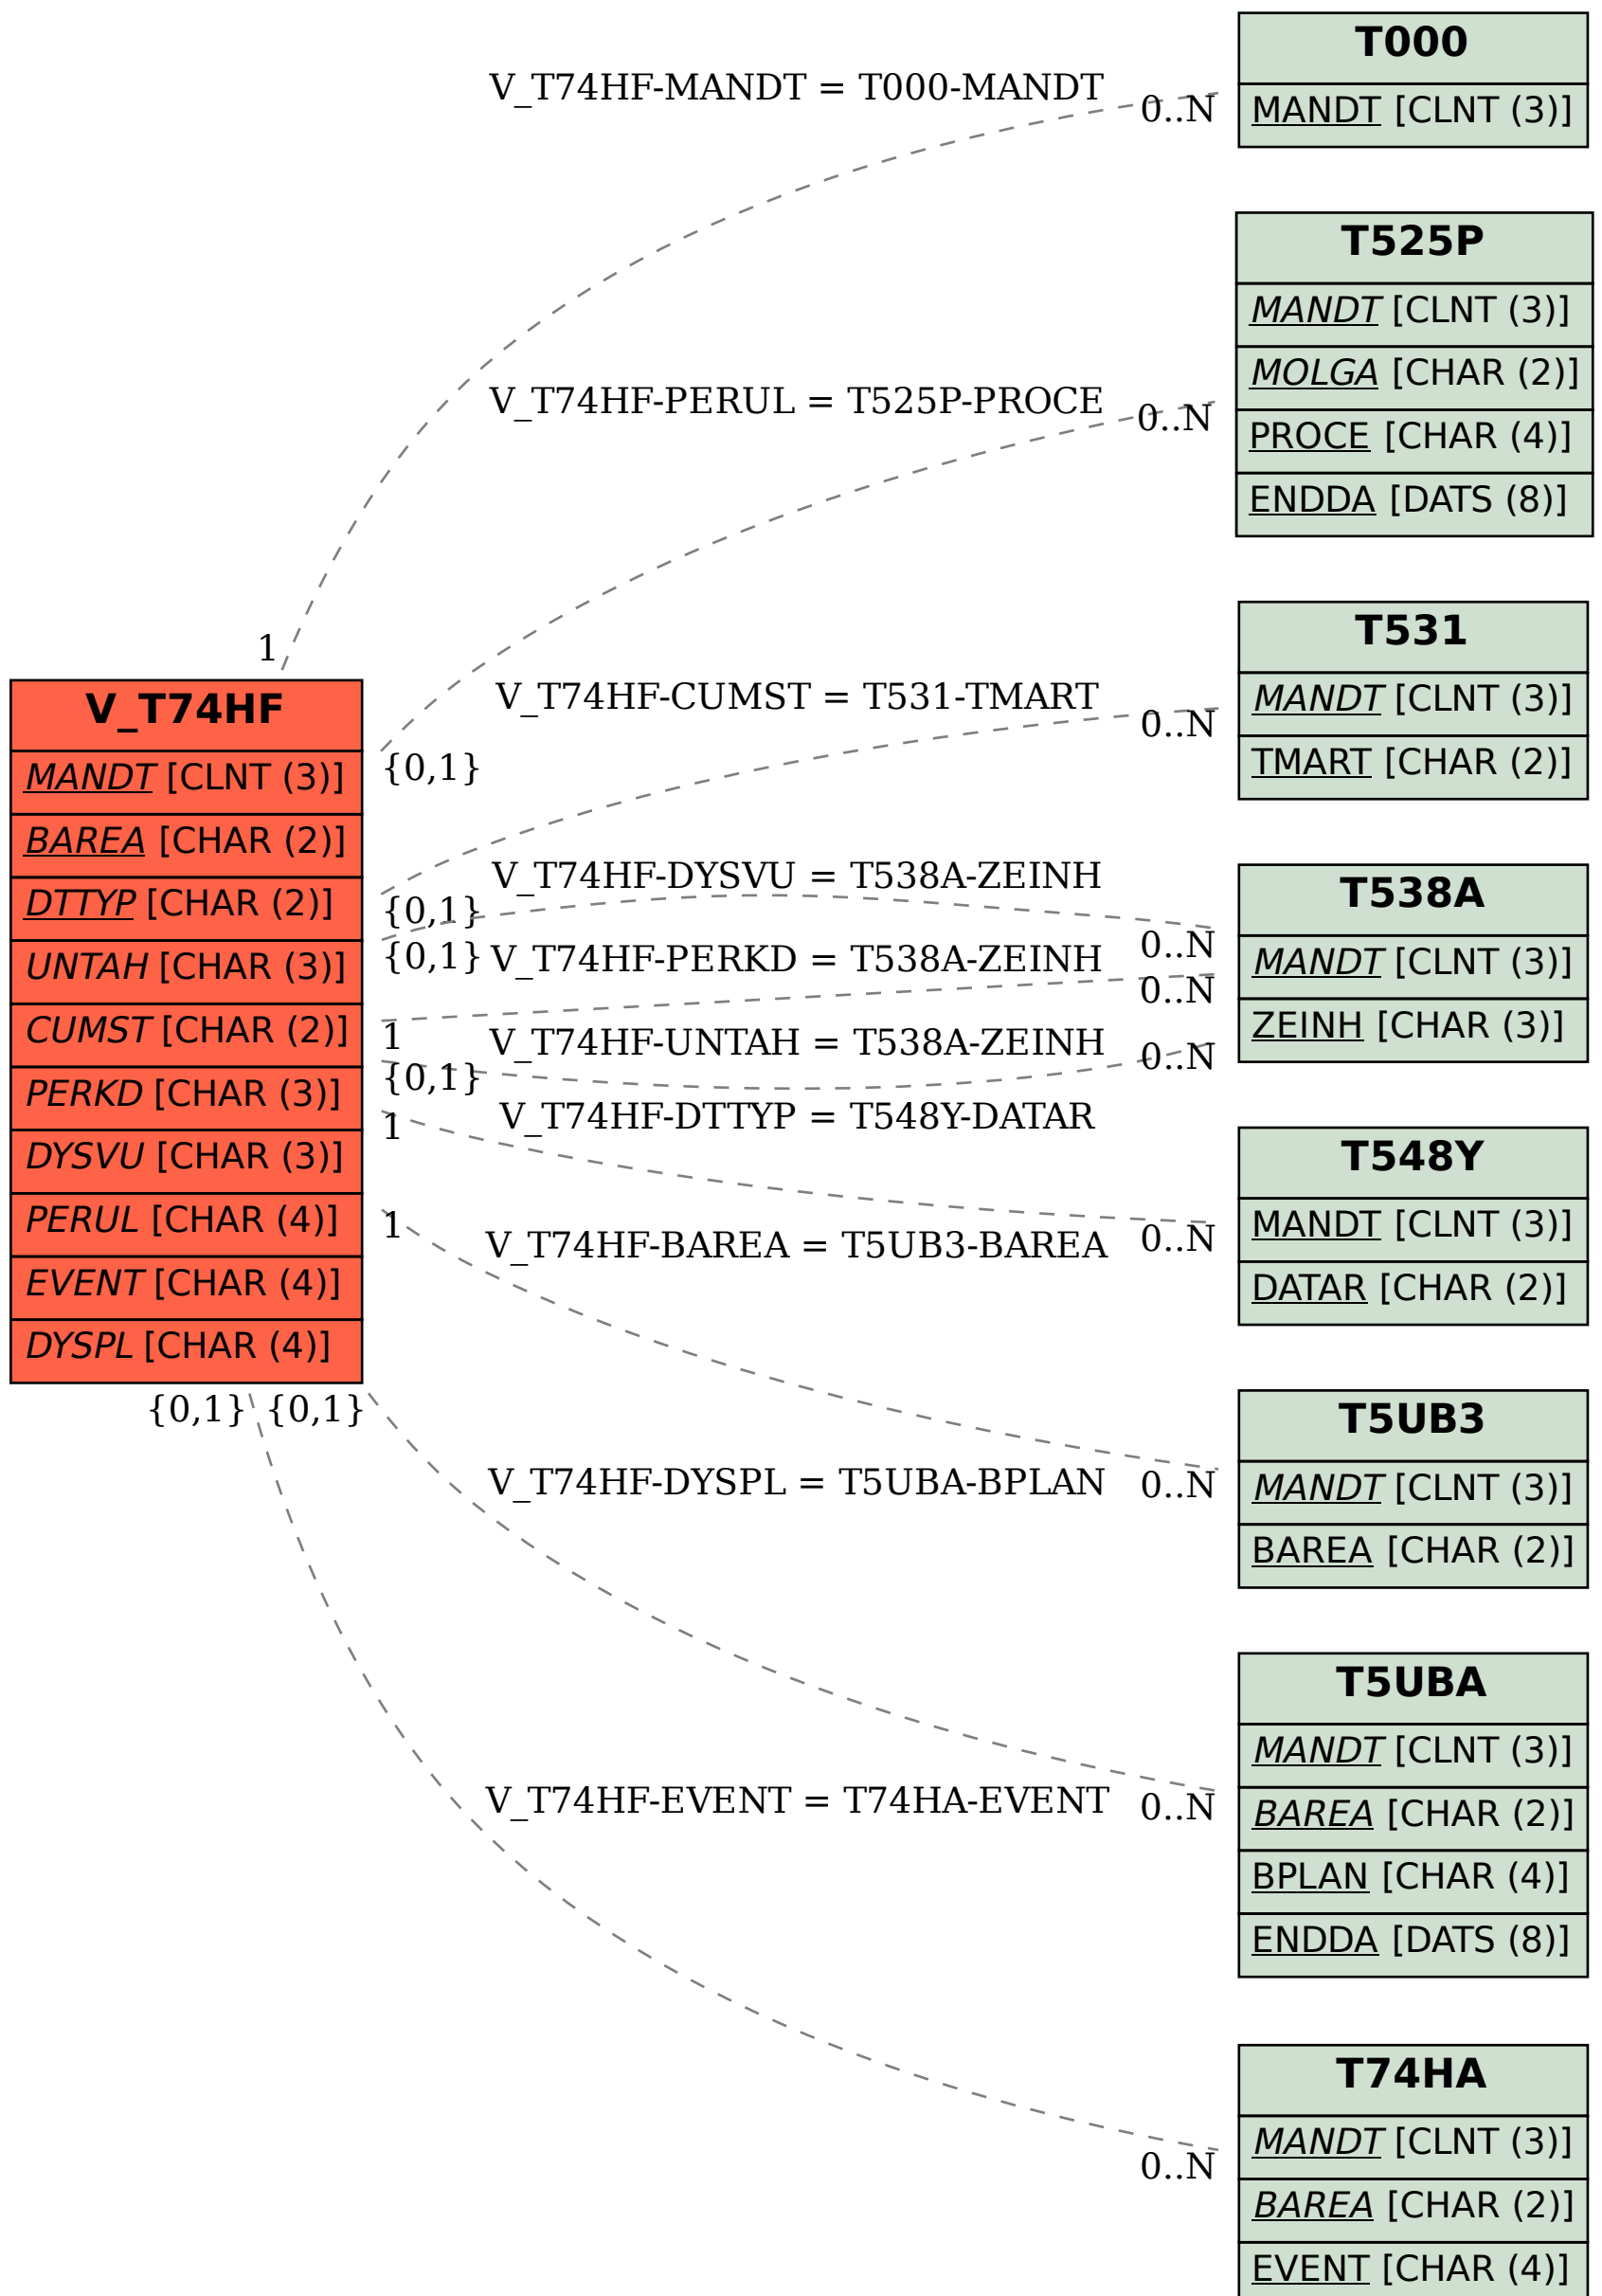 T000
MANDT [CLNT (3)]
V_T74HF-MANDT = T000-MANDT
0..N
1
T525P
MANDT [CLNT (3)]
MOLGA [CHAR (2)]
PROCE [CHAR (4)]
ENDDA [DATS (8)]
V_T74HF-PERUL = T525P-PROCE
0..N
{0,1}
T531
MANDT [CLNT (3)]
TMART [CHAR (2)]
V_T74HF-CUMST = T531-TMART
0..N
{0,1}
V_T74HF
MANDT [CLNT (3)]
BAREA [CHAR (2)]
DTTYP [CHAR (2)]
UNTAH [CHAR (3)]
CUMST [CHAR (2)]
PERKD [CHAR (3)]
DYSVU [CHAR (3)]
PERUL [CHAR (4)]
EVENT [CHAR (4)]
DYSPL [CHAR (4)]
V_T74HF-DYSVU = T538A-ZEINH
0..N
{0,1}
V_T74HF-PERKD = T538A-ZEINH
0..N
1
V_T74HF-UNTAH = T538A-ZEINH
0..N
{0,1}
T538A
MANDT [CLNT (3)]
ZEINH [CHAR (3)]
V_T74HF-DTTYP = T548Y-DATAR
0..N
1
T548Y
MANDT [CLNT (3)]
DATAR [CHAR (2)]
V_T74HF-BAREA = T5UB3-BAREA
0..N
1
T5UB3
MANDT [CLNT (3)]
BAREA [CHAR (2)]
{0,1}
{0,1}
V_T74HF-DYSPL = T5UBA-BPLAN
0..N
T5UBA
MANDT [CLNT (3)]
BAREA [CHAR (2)]
BPLAN [CHAR (4)]
ENDDA [DATS (8)]
V_T74HF-EVENT = T74HA-EVENT
0..N
T74HA
MANDT [CLNT (3)]
BAREA [CHAR (2)]
EVENT [CHAR (4)]